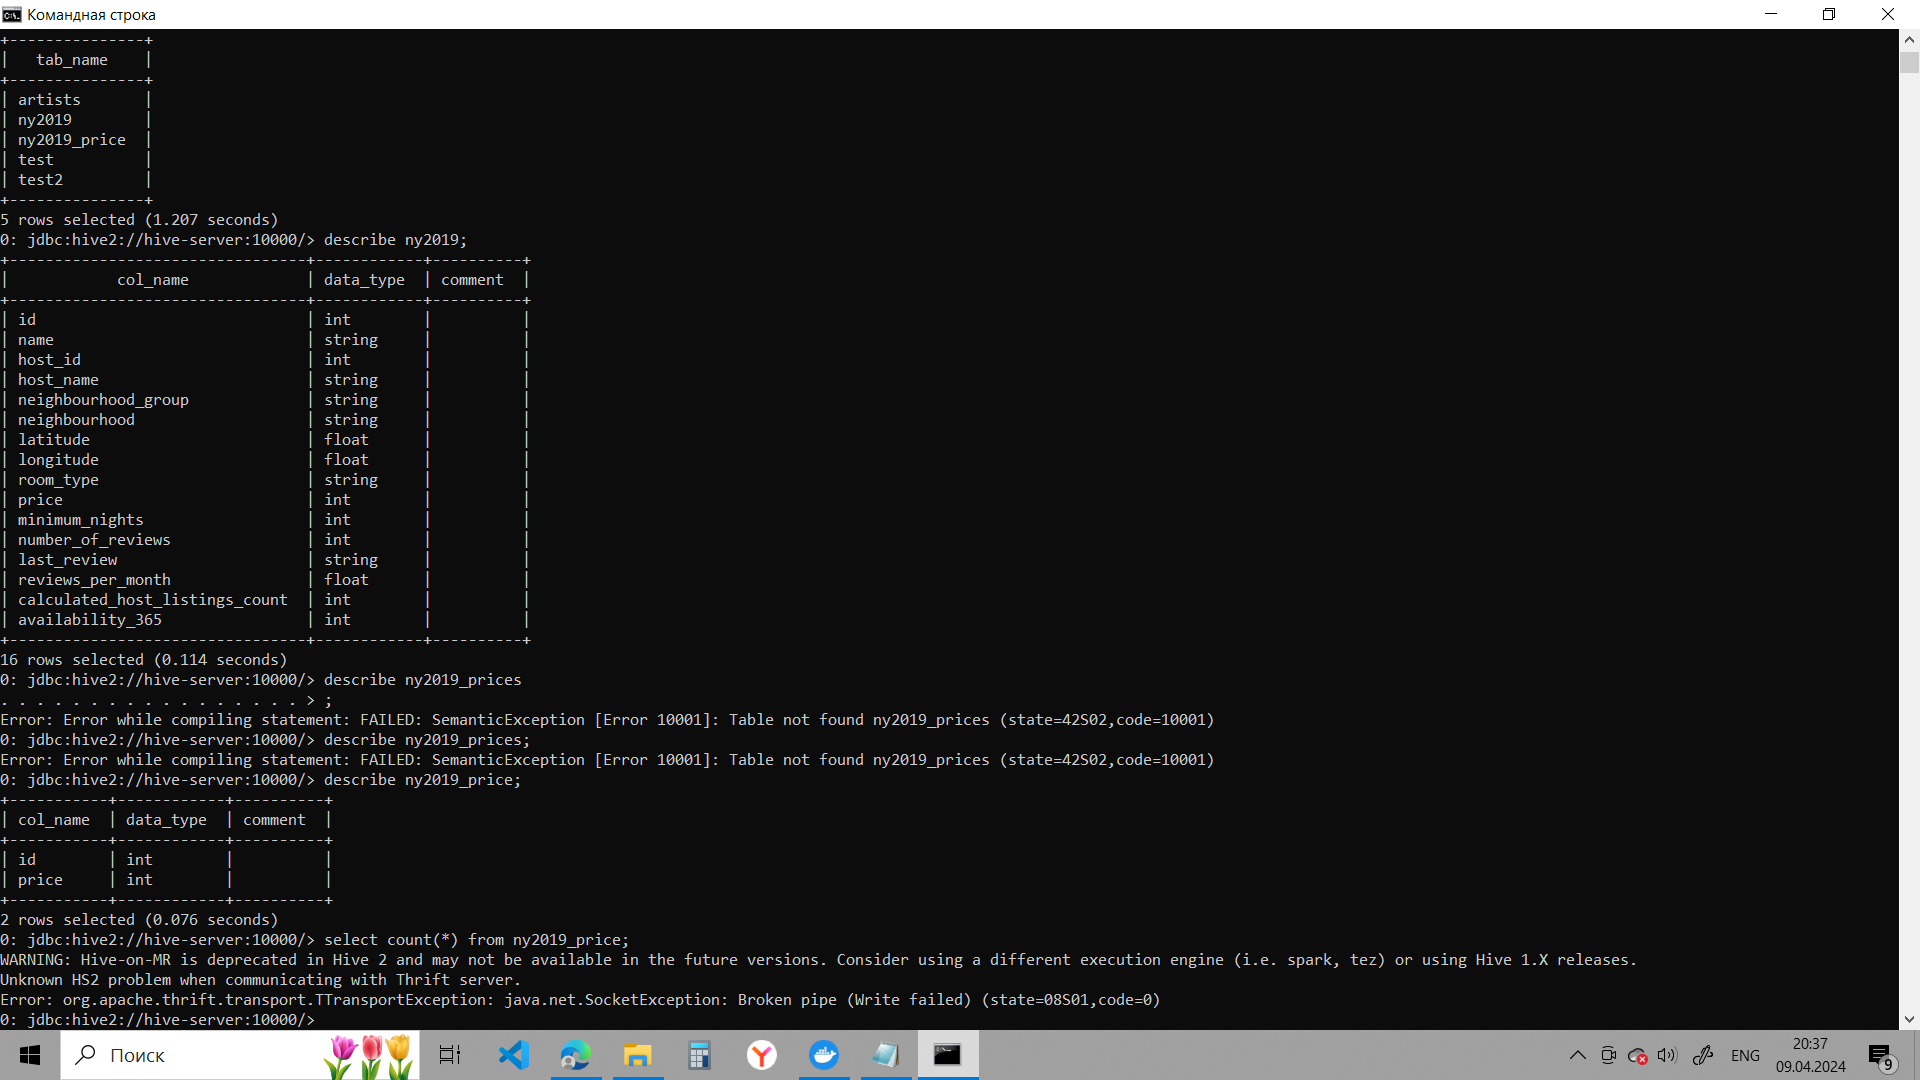 Командная строка
+---------------+
|   tab_name    |
+---------------+
| artists       |
| ny2019        |
| ny2019_price  |
| test          |
| test2         |
+---------------+
5 rows selected (1.207 seconds)
0: jdbc:hive2://hive-server:10000/> describe ny2019;
+---------------------------------+------------+----------+
|            col_name             | data_type  | comment  |
+---------------------------------+------------+----------+
| id                              | int        |          |
| name                            | string     |          |
| host_id                         | int        |          |
| host_name                       | string     |          |
| neighbourhood_group             | string     |          |
| neighbourhood                   | string     |          |
| latitude                        | float      |          |
| longitude                       | float      |          |
| room_type                       | string     |          |
| price                           | int        |          |
| minimum_nights                  | int        |          |
| number_of_reviews               | int        |          |
| last_review                     | string     |          |
| reviews_per_month               | float      |          |
| calculated_host_listings_count  | int        |          |
| availability_365                | int        |          |
+---------------------------------+------------+----------+
16 rows selected (0.114 seconds)
0: jdbc:hive2://hive-server:10000/> describe ny2019_prices
. . . . . . . . . . . . . . . . . > ;
Error: Error while compiling statement: FAILED: SemanticException [Error 10001]: Table not found ny2019_prices (state=42S02,code=10001)
0: jdbc:hive2://hive-server:10000/> describe ny2019_prices;
Error: Error while compiling statement: FAILED: SemanticException [Error 10001]: Table not found ny2019_prices (state=42S02,code=10001)
0: jdbc:hive2://hive-server:10000/> describe ny2019_price;
+-----------+------------+----------+
| col_name  | data_type  | comment  |
+-----------+------------+----------+
| id        | int        |          |
| price     | int        |          |
+-----------+------------+----------+
2 rows selected (0.076 seconds)
0: jdbc:hive2://hive-server:10000/> select count(*) from ny2019_price;
WARNING: Hive-on-MR is deprecated in Hive 2 and may not be available in the future versions. Consider using a different execution engine (i.e. spark, tez) or using Hive 1.X releases.
Unknown HS2 problem when communicating with Thrift server.
Error: org.apache.thrift.transport.TTransportException: java.net.SocketException: Broken pipe (Write failed) (state=08S01,code=0)
0: jdbc:hive2://hive-server:10000/>
Поиск
ENG
20:37
09.04.2024
9